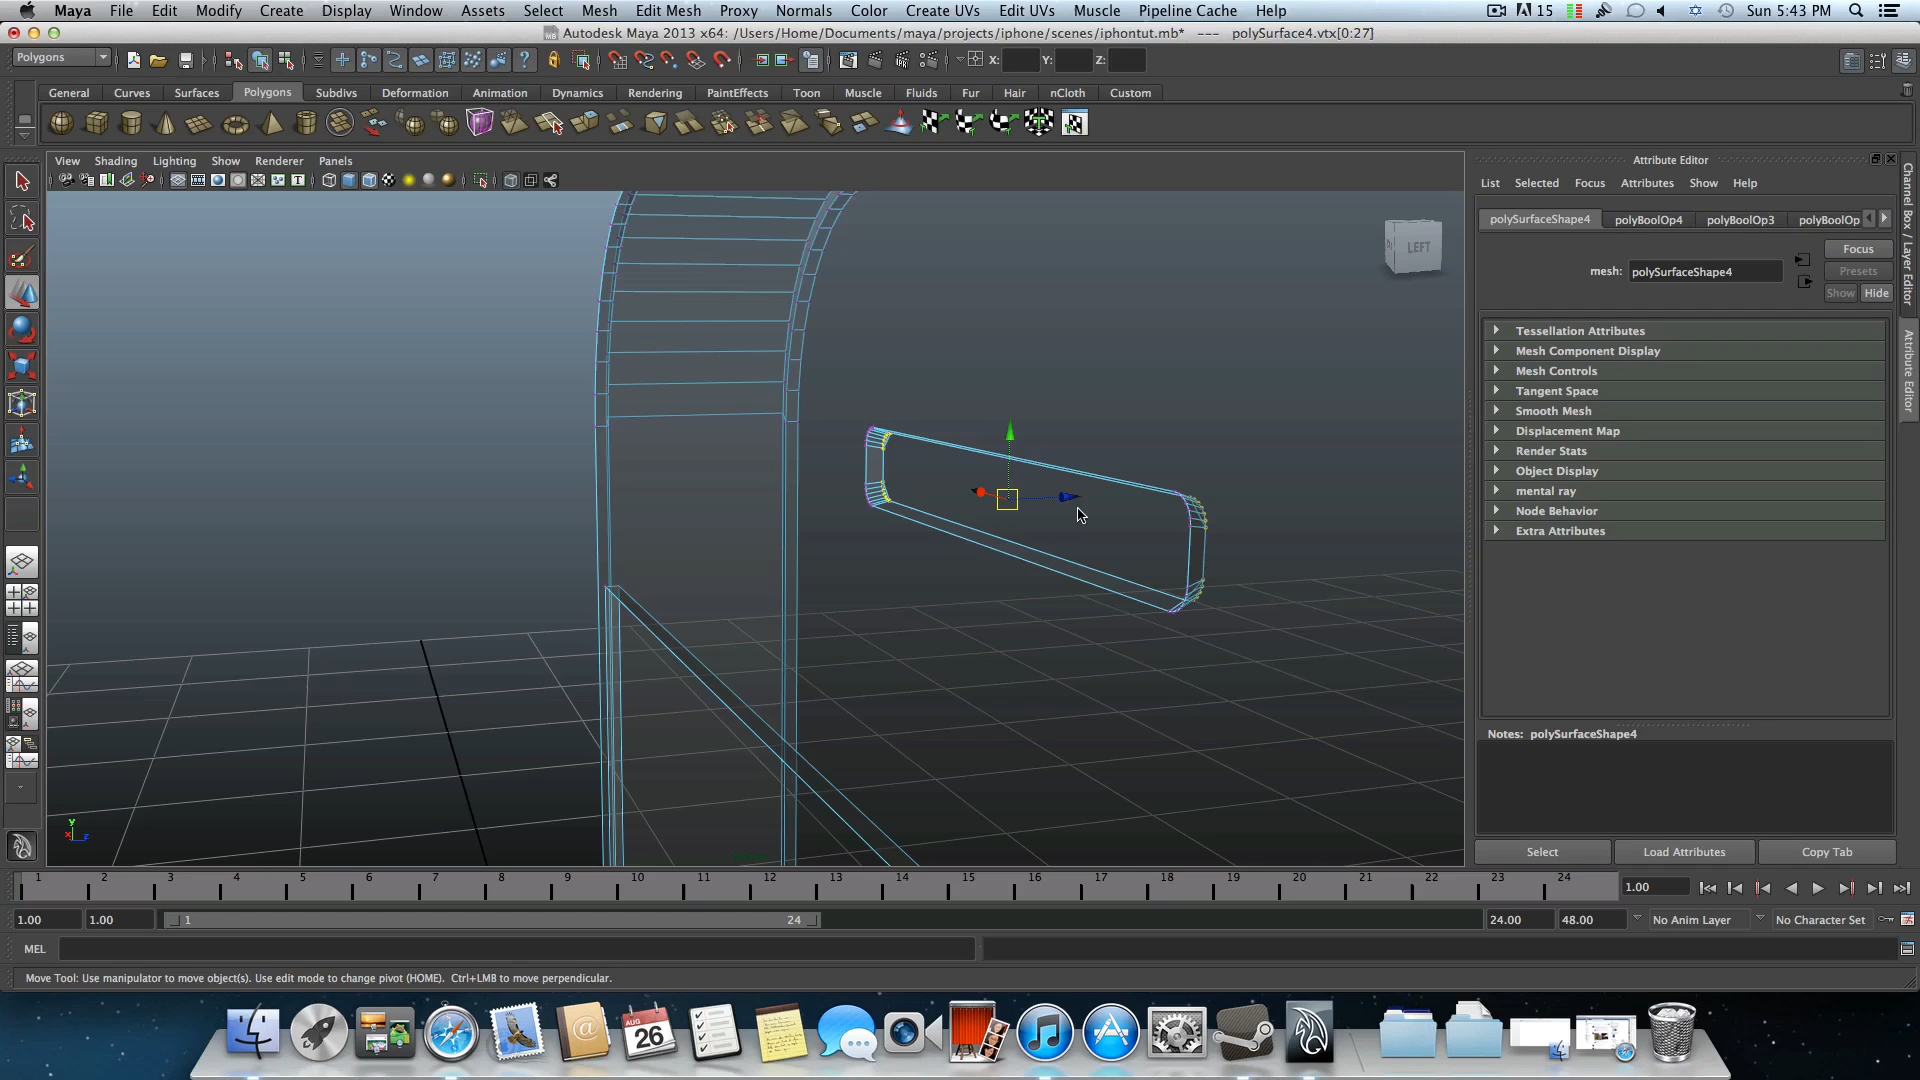 Maya File Edit Modify Create Display Window Assets Select Mesh Edit Mesh Proxy Normals Color Create UVs Edit UVs Muscle Pipeline Cache Help 15 Sun 5:43 PM
Autodesk Maya 2013 x64: /Users/Home/Documents/maya/projects/iphone/scenes/iphontut.mb* --- polySurface4.vtx[0:27]
Polygons X: Y: Z:
General Curves Surfaces Polygons Subdivs Deformation Animation Dynamics Rendering PaintEffects Toon Muscle Fluids Fur Hair nCloth Custom
View Shading Lighting Show Renderer Panels
Attribute Editor
List Selected Focus Attributes Show Help
polySurfaceShape4 polyBoolOp4 polyBoolOp3 polyBoolOp
Focus
mesh: polySurfaceShape4
Presets
Show Hide
Channel Box / Layer Editor
Attribute Editor
LEFT
Tessellation Attributes
Mesh Component Display
Mesh Controls
Tangent Space
Smooth Mesh
Displacement Map
Render Stats
Object Display
mental ray
Node Behavior
Extra Attributes
Notes: polySurfaceShape4
Select Load Attributes Copy Tab
y
x z
1 2 3 4 5 6 7 8 9 10 11 12 13 14 15 16 17 18 19 20 21 22 23 24 1.00
1.00 1.00 1 24 24.00 48.00 No Anim Layer No Character Set
MEL
Move Tool: Use manipulator to move object(s). Use edit mode to change pivot (HOME). Ctrl+LMB to move perpendicular.
AUG
26